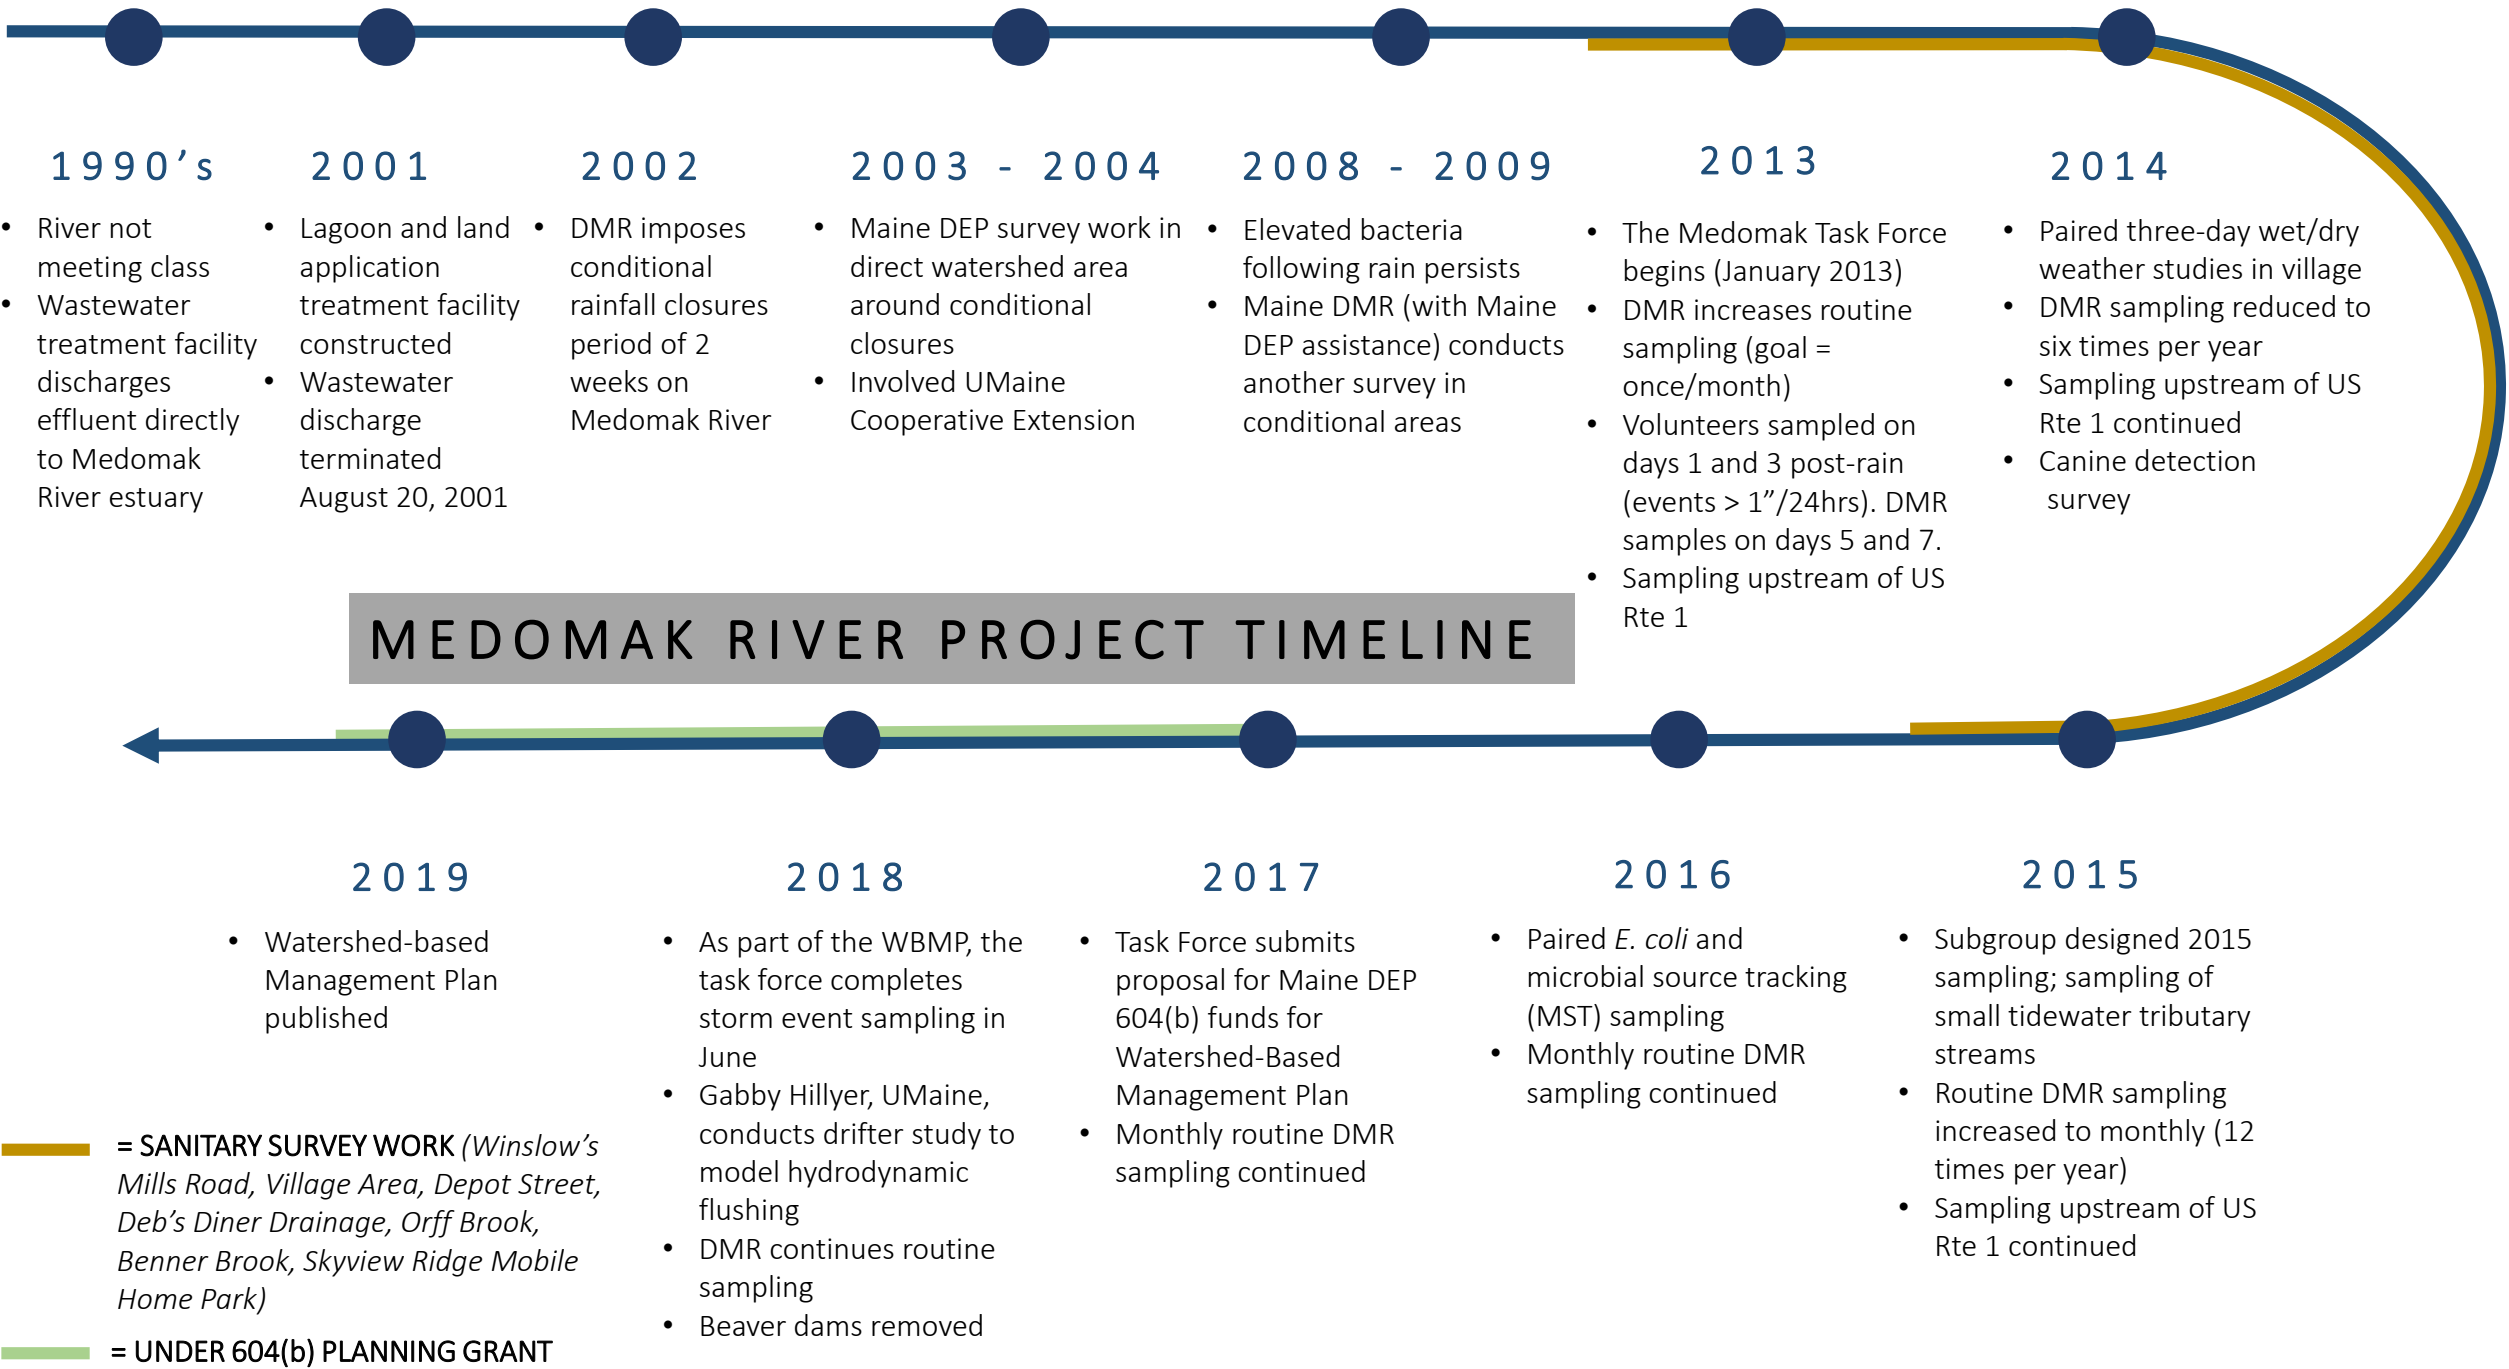 1990’s
• River not
meeting class
• Wastewater
treatment facility
discharges
effluent directly
to Medomak
River estuary
2001
• Lagoon and land
application
treatment facility
constructed
• Wastewater
discharge
terminated
August 20, 2001
2002
• DMR imposes
conditional
rainfall closures
period of 2
weeks on
Medomak River
2003 - 2004
• Maine DEP survey work in
direct watershed area
around conditional
closures
• Involved UMaine
Cooperative Extension
2008 - 2009
• Elevated bacteria
following rain persists
• Maine DMR (with Maine
DEP assistance) conducts
another survey in
conditional areas
2013
• The Medomak Task Force
begins (January 2013)
• DMR increases routine
sampling (goal =
once/month)
• Volunteers sampled on
days 1 and 3 post-rain
(events > 1”/24hrs). DMR
samples on days 5 and 7.
• Sampling upstream of US
Rte 1
2014
• Paired three-day wet/dry
weather studies in village
• DMR sampling reduced to
six times per year
• Sampling upstream of US
Rte 1 continued
• Canine detection
survey
MEDOMAK RIVER PROJECT TIMELINE
2019
• Watershed-based
Management Plan
published
2018
• As part of the WBMP, the
task force completes
storm event sampling in
June
• Gabby Hillyer, UMaine,
conducts drifter study to
model hydrodynamic
flushing
• DMR continues routine
sampling
• Beaver dams removed
2017
• Task Force submits
proposal for Maine DEP
604(b) funds for
Watershed-Based
Management Plan
• Monthly routine DMR
sampling continued
2016
• Paired E. coli and
microbial source tracking
(MST) sampling
• Monthly routine DMR
sampling continued
2015
• Subgroup designed 2015
sampling; sampling of
small tidewater tributary
streams
• Routine DMR sampling
increased to monthly (12
times per year)
• Sampling upstream of US
Rte 1 continued
= SANITARY SURVEY WORK (Winslow’s
Mills Road, Village Area, Depot Street,
Deb’s Diner Drainage, Orff Brook,
Benner Brook, Skyview Ridge Mobile
Home Park)
= UNDER 604(b) PLANNING GRANT